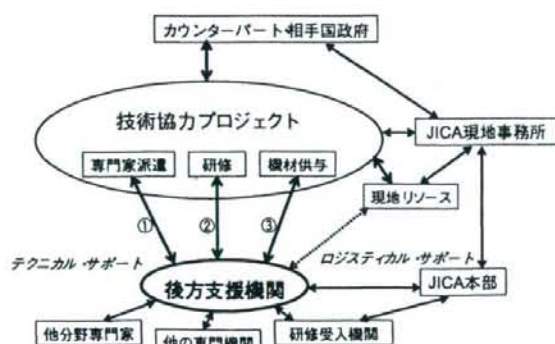 カウンターパート・相手国政府
技術協力プロジェクト
JICA現地事務所
専門家派遣
研修
機材供与
現地リソース
①
②
③
テクニカル・サポート
ロジスティカル・サポート
後方支援機関
JICA本部
他分野専門家
他の専門機関
研修受入機関